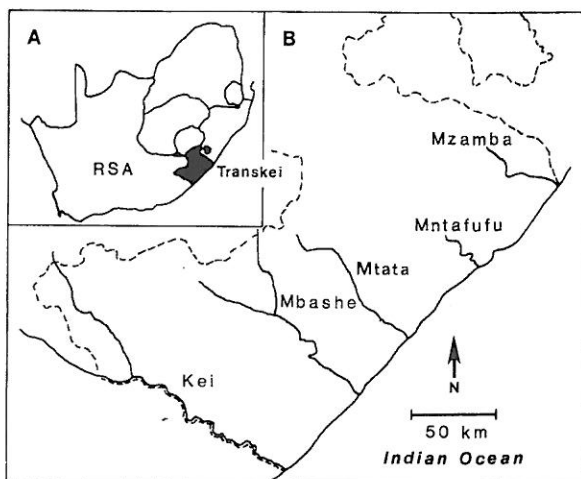 A
B
RSA
Transkei
Mzamba
Mntafufu
Mtata
Mbashe
Kei
N
50 km
Indian Ocean